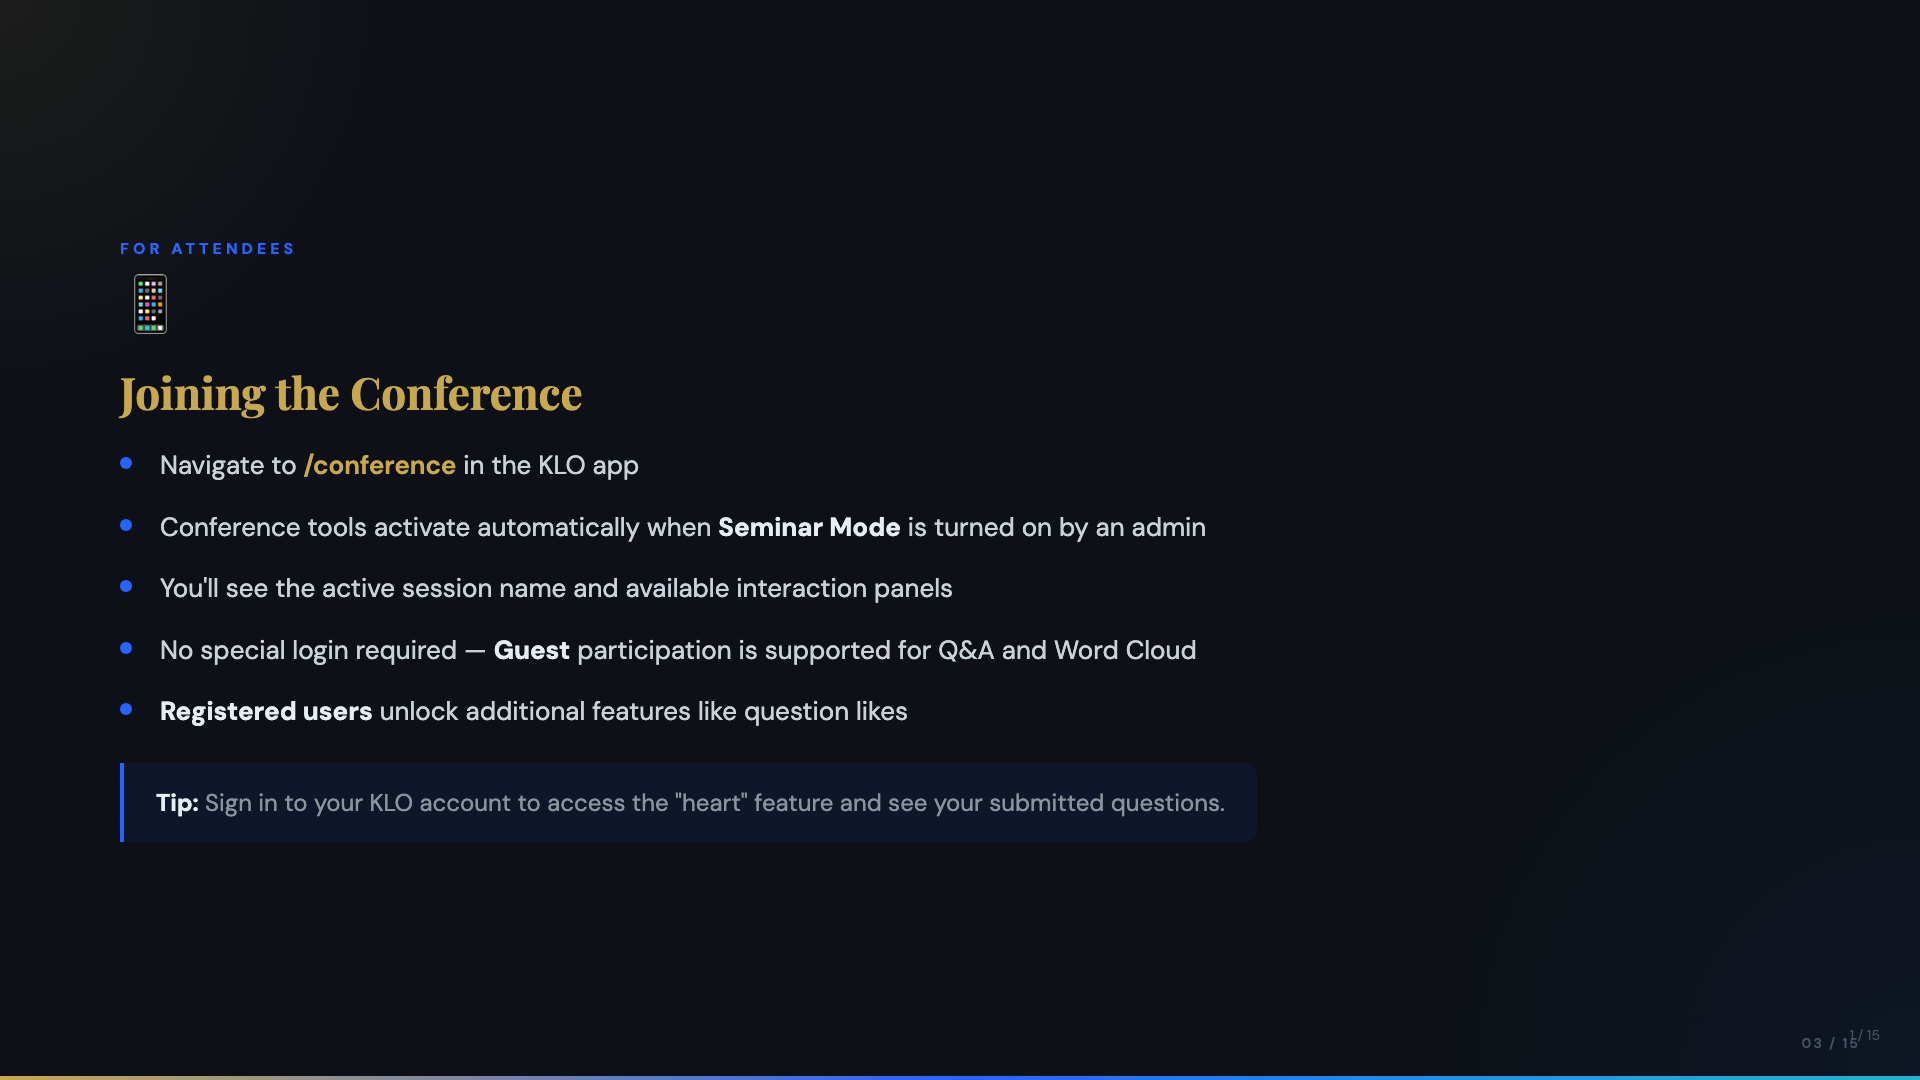 FOR ATTENDEES
Joining the Conference
Navigate to /conference in the KLO app
Conference tools activate automatically when Seminar Mode is turned on by an admin
You'll see the active session name and available interaction panels
No special login required — Guest participation is supported for Q&A and Word Cloud
Registered users unlock additional features like question likes
Tip: Sign in to your KLO account to access the "heart" feature and see your submitted questions.
1 / 15
03 / 15